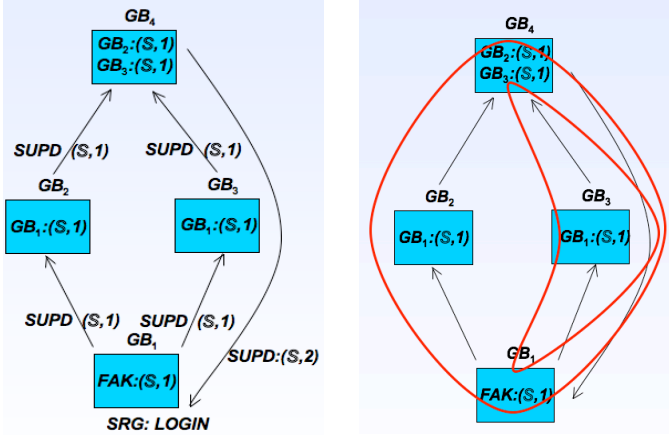 GB4
GB2:(S,1)
GB3:(S,1)
SUPD (S,1)
SUPD (S,1)
GB2
GB3
GB1:(S,1)
GB1:(S,1)
SUPD (S,1)
SUPD (S,1)
GB1
SUPD:(S,2)
FAK:(S,1)
SRG: LOGIN
GB4
GB2:(S,1)
GB3:(S,1)
GB2
GB3
GB1:(S,1)
GB1:(S,1)
GB1
FAK:(S,1)